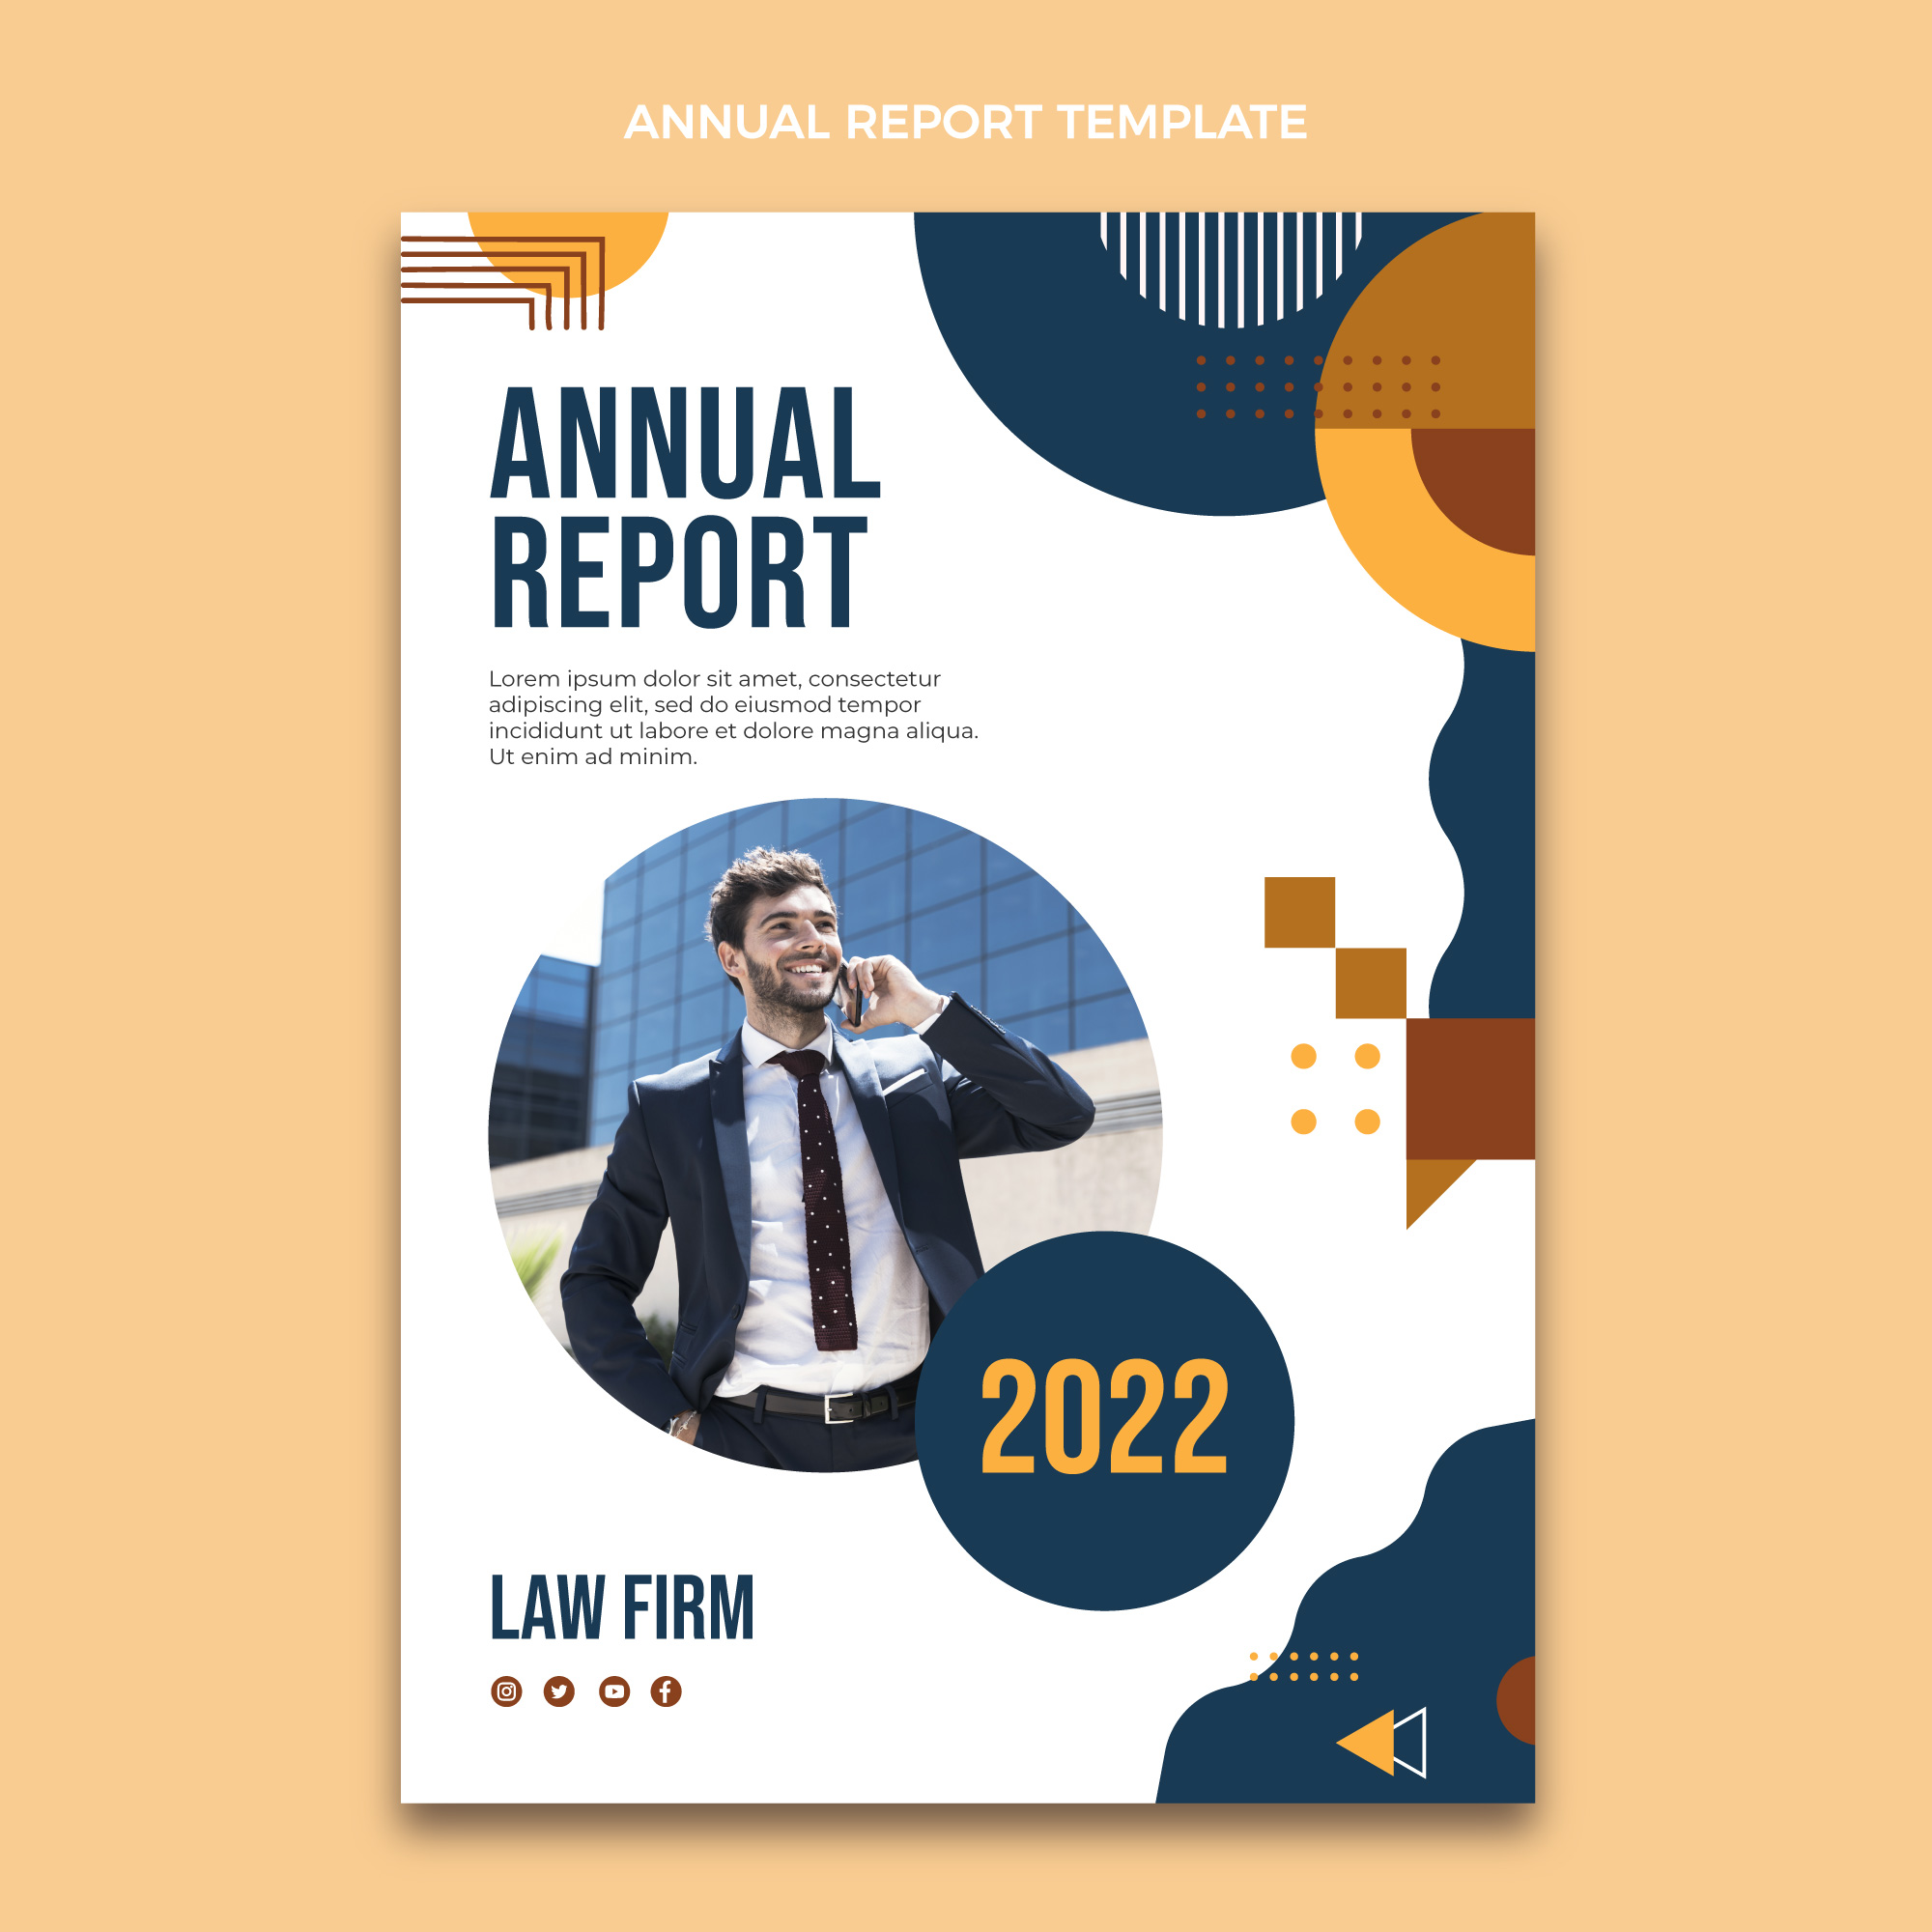 ANNUAL REPORT TEMPLATE
ANNUAL
REPORT
Lorem ipsum dolor sit amet, consectetur
adipiscing elit, sed do eiusmod tempor
incididunt ut labore et dolore magna aliqua.
Ut enim ad minim.
2022
LAW FIRM